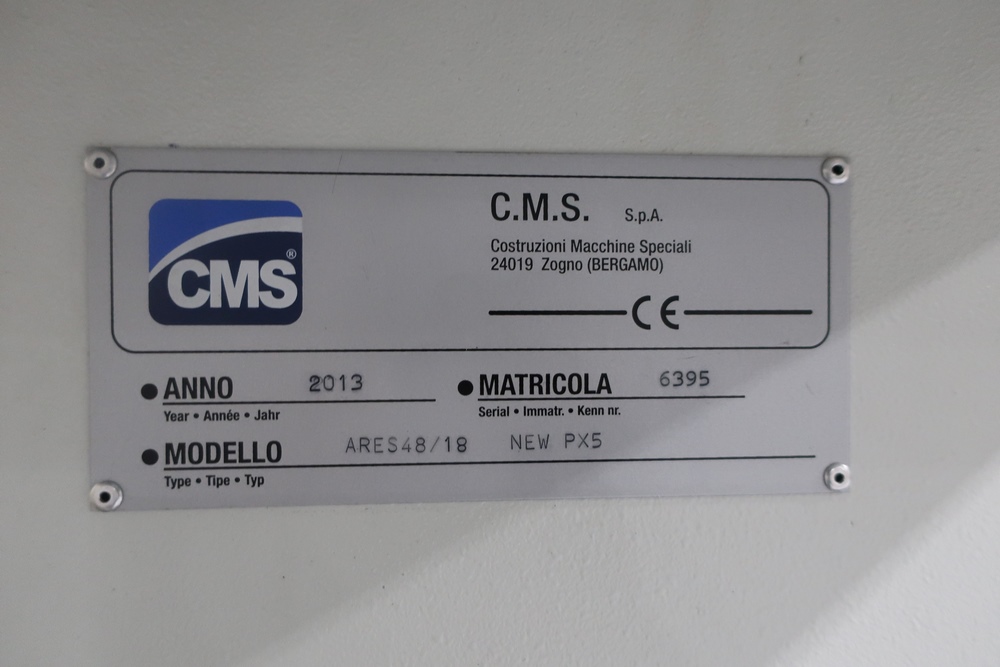 CMS®
C.M.S. S.p.A.
Costruzioni Macchine Speciali
24019 Zogno (BERGAMO)
CE
● ANNO 2013 ● MATRICOLA 6395
Year • Année • Jahr Serial • Immatr. • Kenn nr.
● MODELLO ARES48/18 NEW PX5
Type • Tipe • Typ